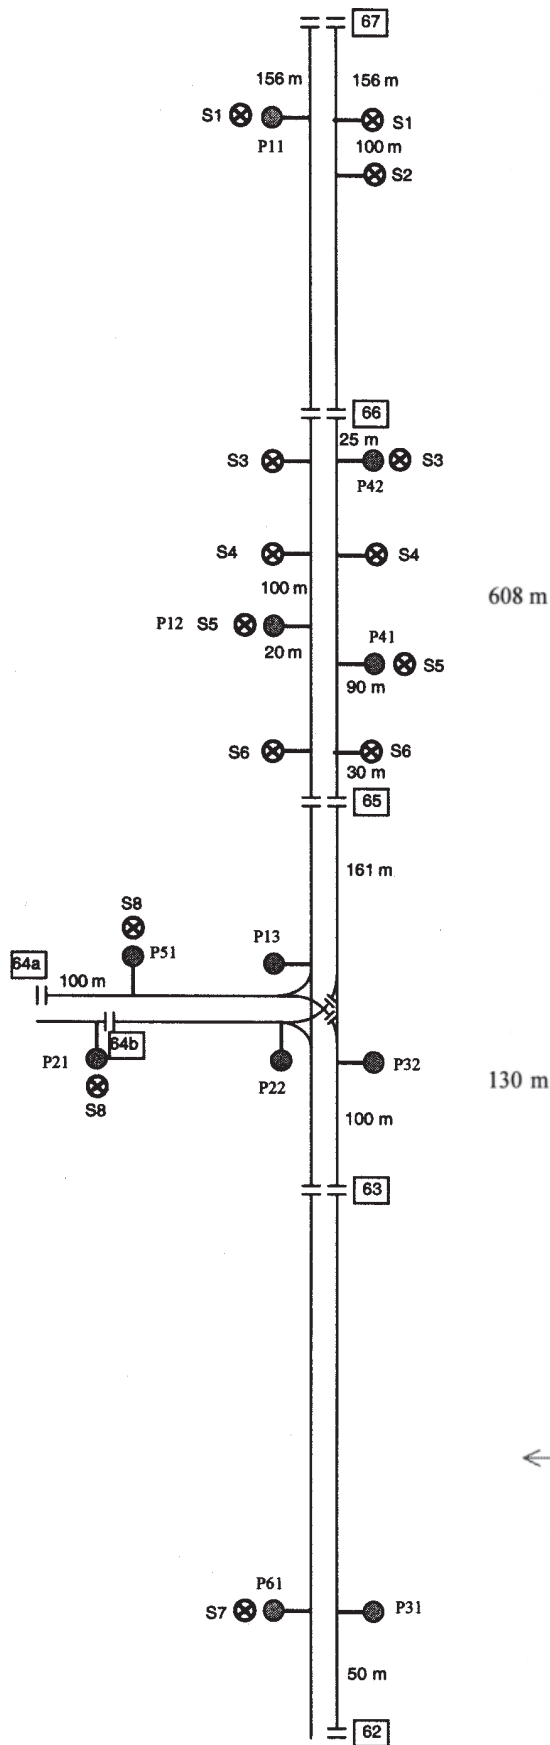 67
156 m 156 m
S1 S1
P11 100 m
S2
66
25 m
S3 S3
P42
S4 S4
100 m
608 m
P12 S5
P41
20 m
S5
90 m
S6 S6
30 m
65
161 m
S8
P13
P51
64a
100 m
64b
P21 P22 P32
130 m
S8
100 m
63
P61
S7 P31
50 m
62